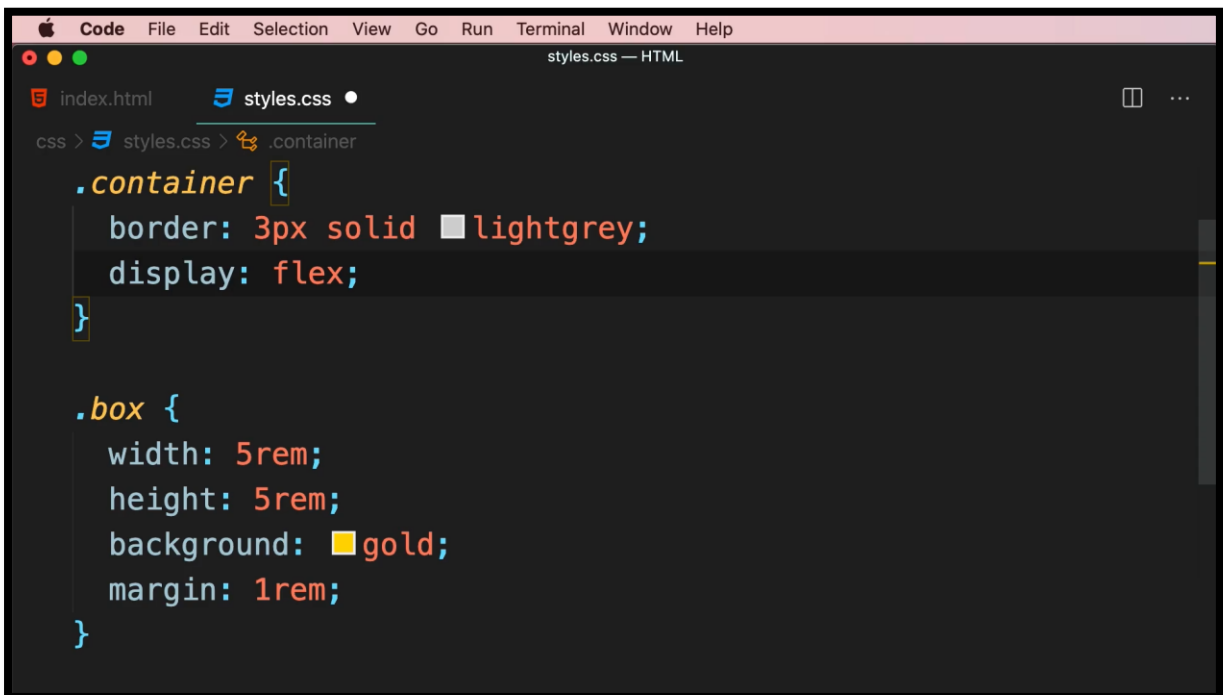 Code File Edit Selection View Go Run Terminal Window Help
styles.css — HTML
index.html styles.css
css > styles.css > .container
.container {
border: 3px solid lightgrey;
display: flex;
}
.box {
width: 5rem;
height: 5rem;
background: gold;
margin: 1rem;
}